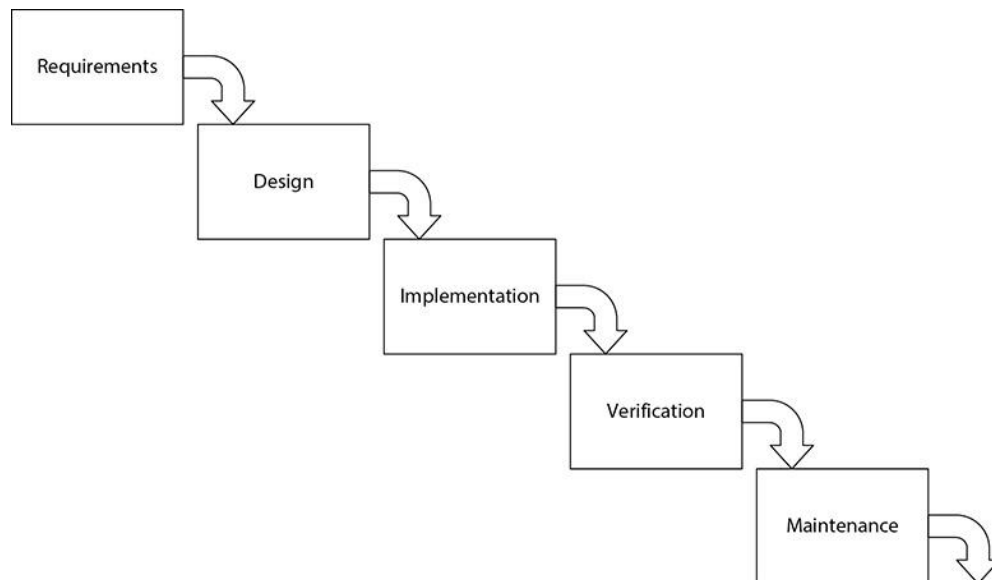 Requirements
Design
Implementation
Verification
Maintenance